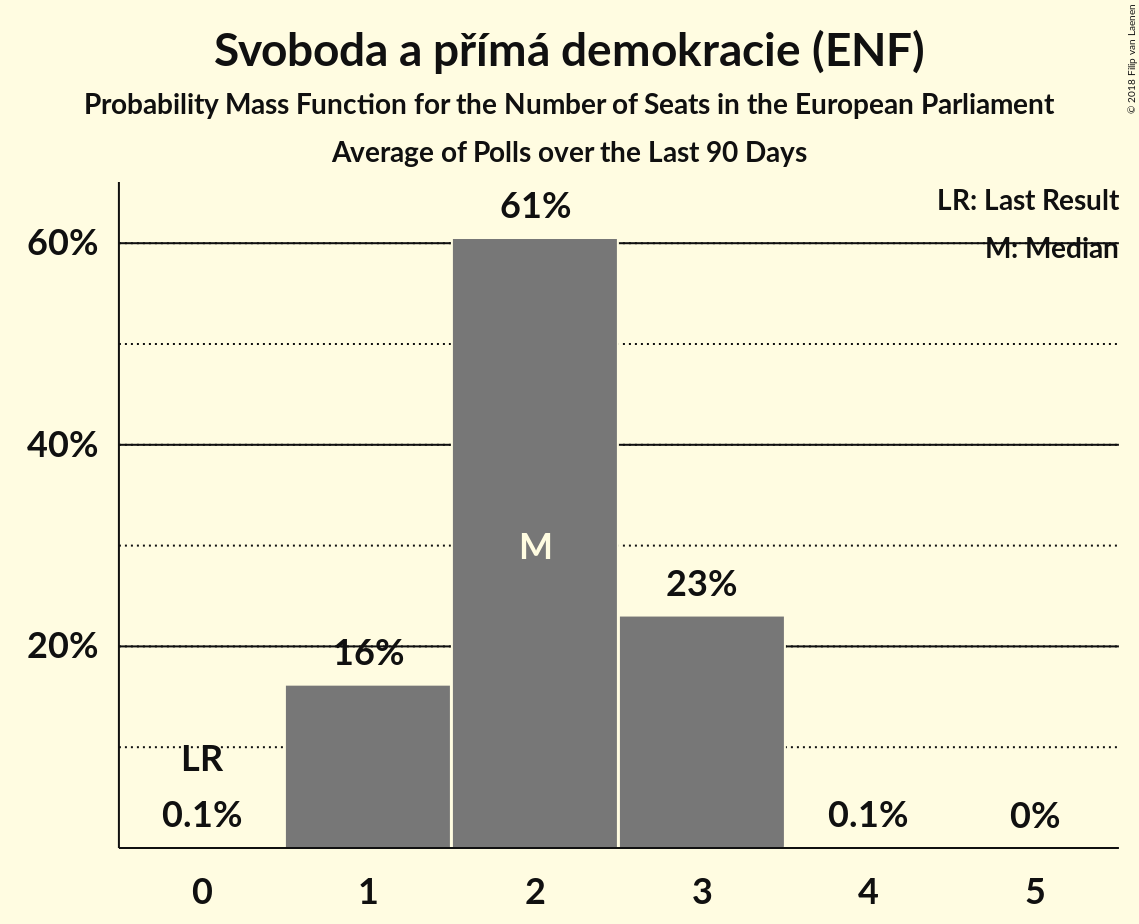 Svoboda a přímá demokracie (ENF)
Probability Mass Function for the Number of Seats in the European Parliament
Average of Polls over the Last 90 Days
© 2018 Filip van Laenen
LR: Last Result
M: Median
61%
60%
40%
M
23%
20%
16%
LR
0.1%
0.1%
0%
0 1 2 3 4 5